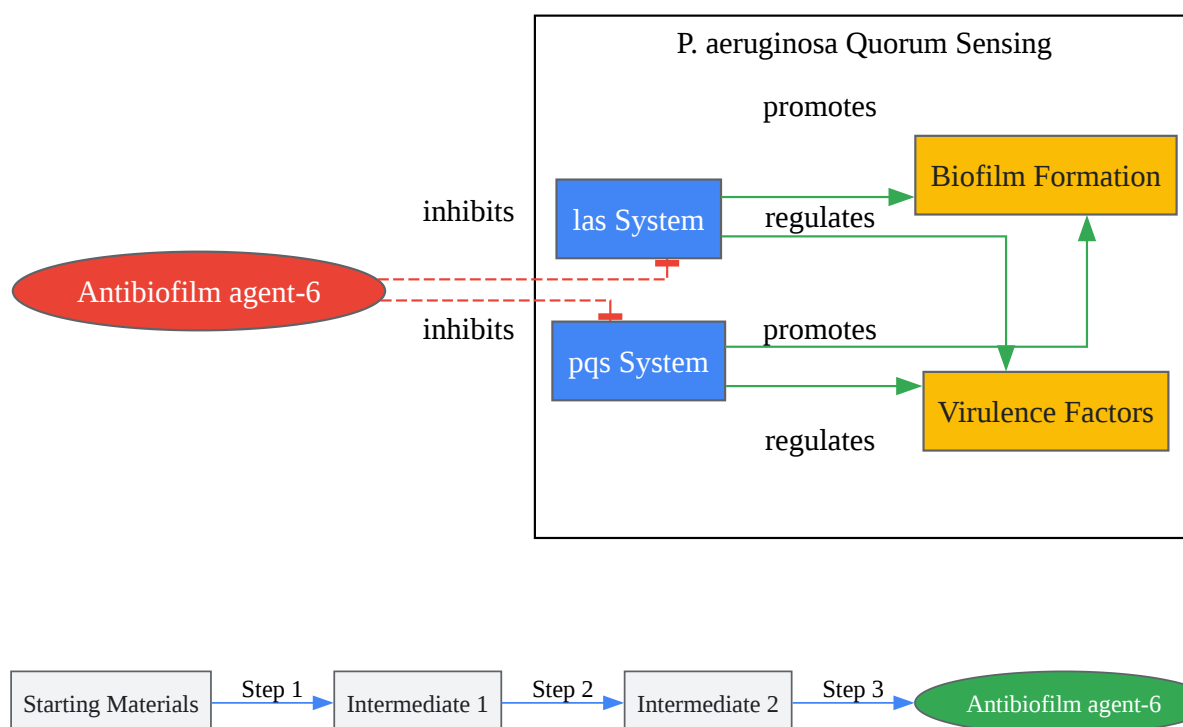 P. aeruginosa Quorum Sensing
promotes
Biofilm Formation
inhibits
las System
regulates
Antibiofilm agent-6
inhibits
pqs System
promotes
Virulence Factors
regulates
Starting Materials
Step 1
Intermediate 1
Step 2
Intermediate 2
Step 3
Antibiofilm agent-6